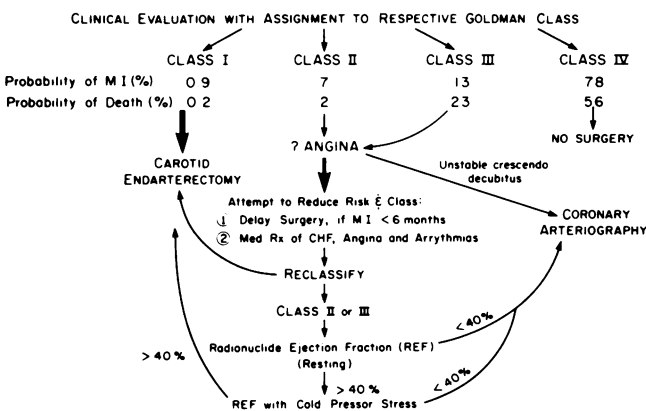 CLINICAL EVALUATION WITH ASSIGNMENT TO RESPECTIVE GOLDMAN CLASS
CLASS I CLASS II CLASS III CLASS IV
Probability of MI (%) 0 9 7 13 78
Probability of Death (%) 0 2 2 23 56
NO SURGERY
? ANGINA
Unstable crescendo
decubitus
CAROTID
ENDARTERECTOMY
Attempt to Reduce Risk & Class:
1 Delay Surgery, if MI < 6 months
2 Med Rx of CHF, Angina and Arrythmias
CORONARY
ARTERIOGRAPHY
RECLASSIFY
CLASS II or III
<40%
Radionuclide Ejection Fraction (REF)
(Resting)
>40%
>40%
<40%
REF with Cold Pressor Stress